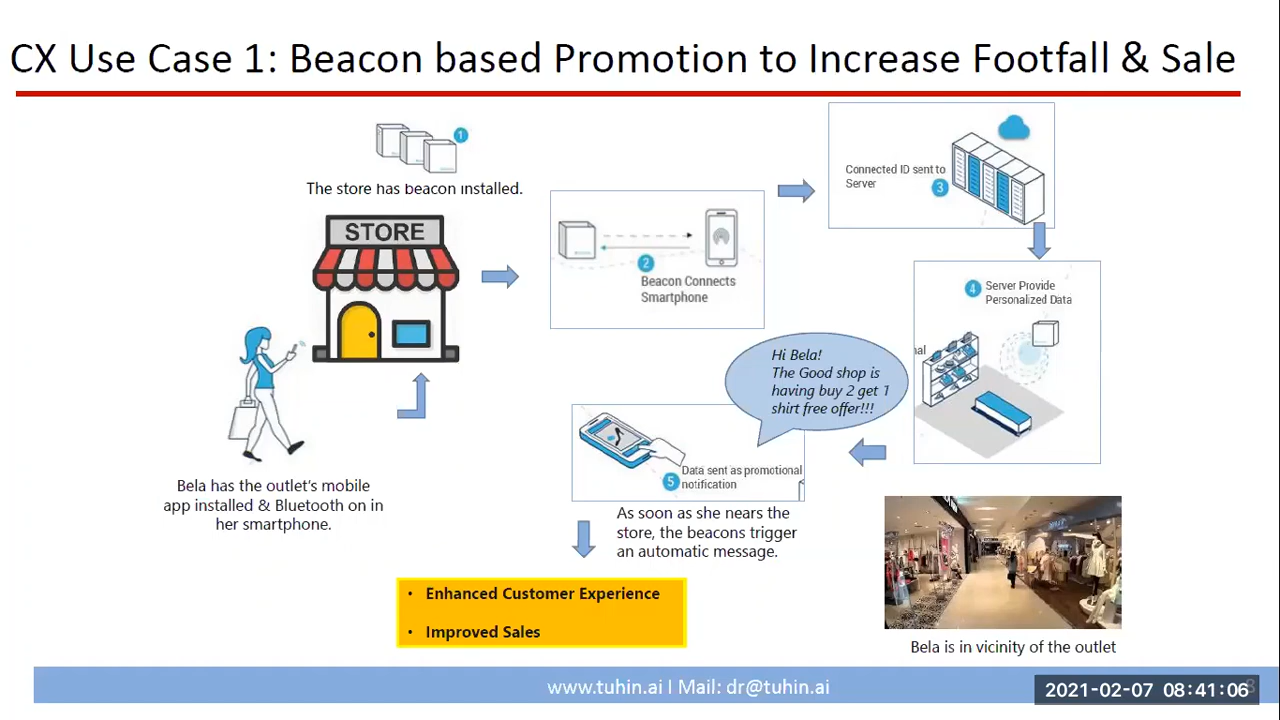 CX Use Case 1: Beacon based Promotion to Increase Footfall & Sale
1
The store has beacon installed.
STORE
Bela has the outlet's mobile
app installed & Bluetooth on in
her smartphone.
2
Beacon Connects
Smartphone
Connected ID sent to
Server
3
4
Server Provide
Personalized Data
Hi Bela!
The Good shop is
having buy 2 get 1
shirt free offer!!!
5
Data sent as promotional
notification
As soon as she nears the
store, the beacons trigger
an automatic message.
• Enhanced Customer Experience
• Improved Sales
Bela is in vicinity of the outlet
www.tuhin.ai I Mail: dr@tuhin.ai
2021-02-07 08:41:06